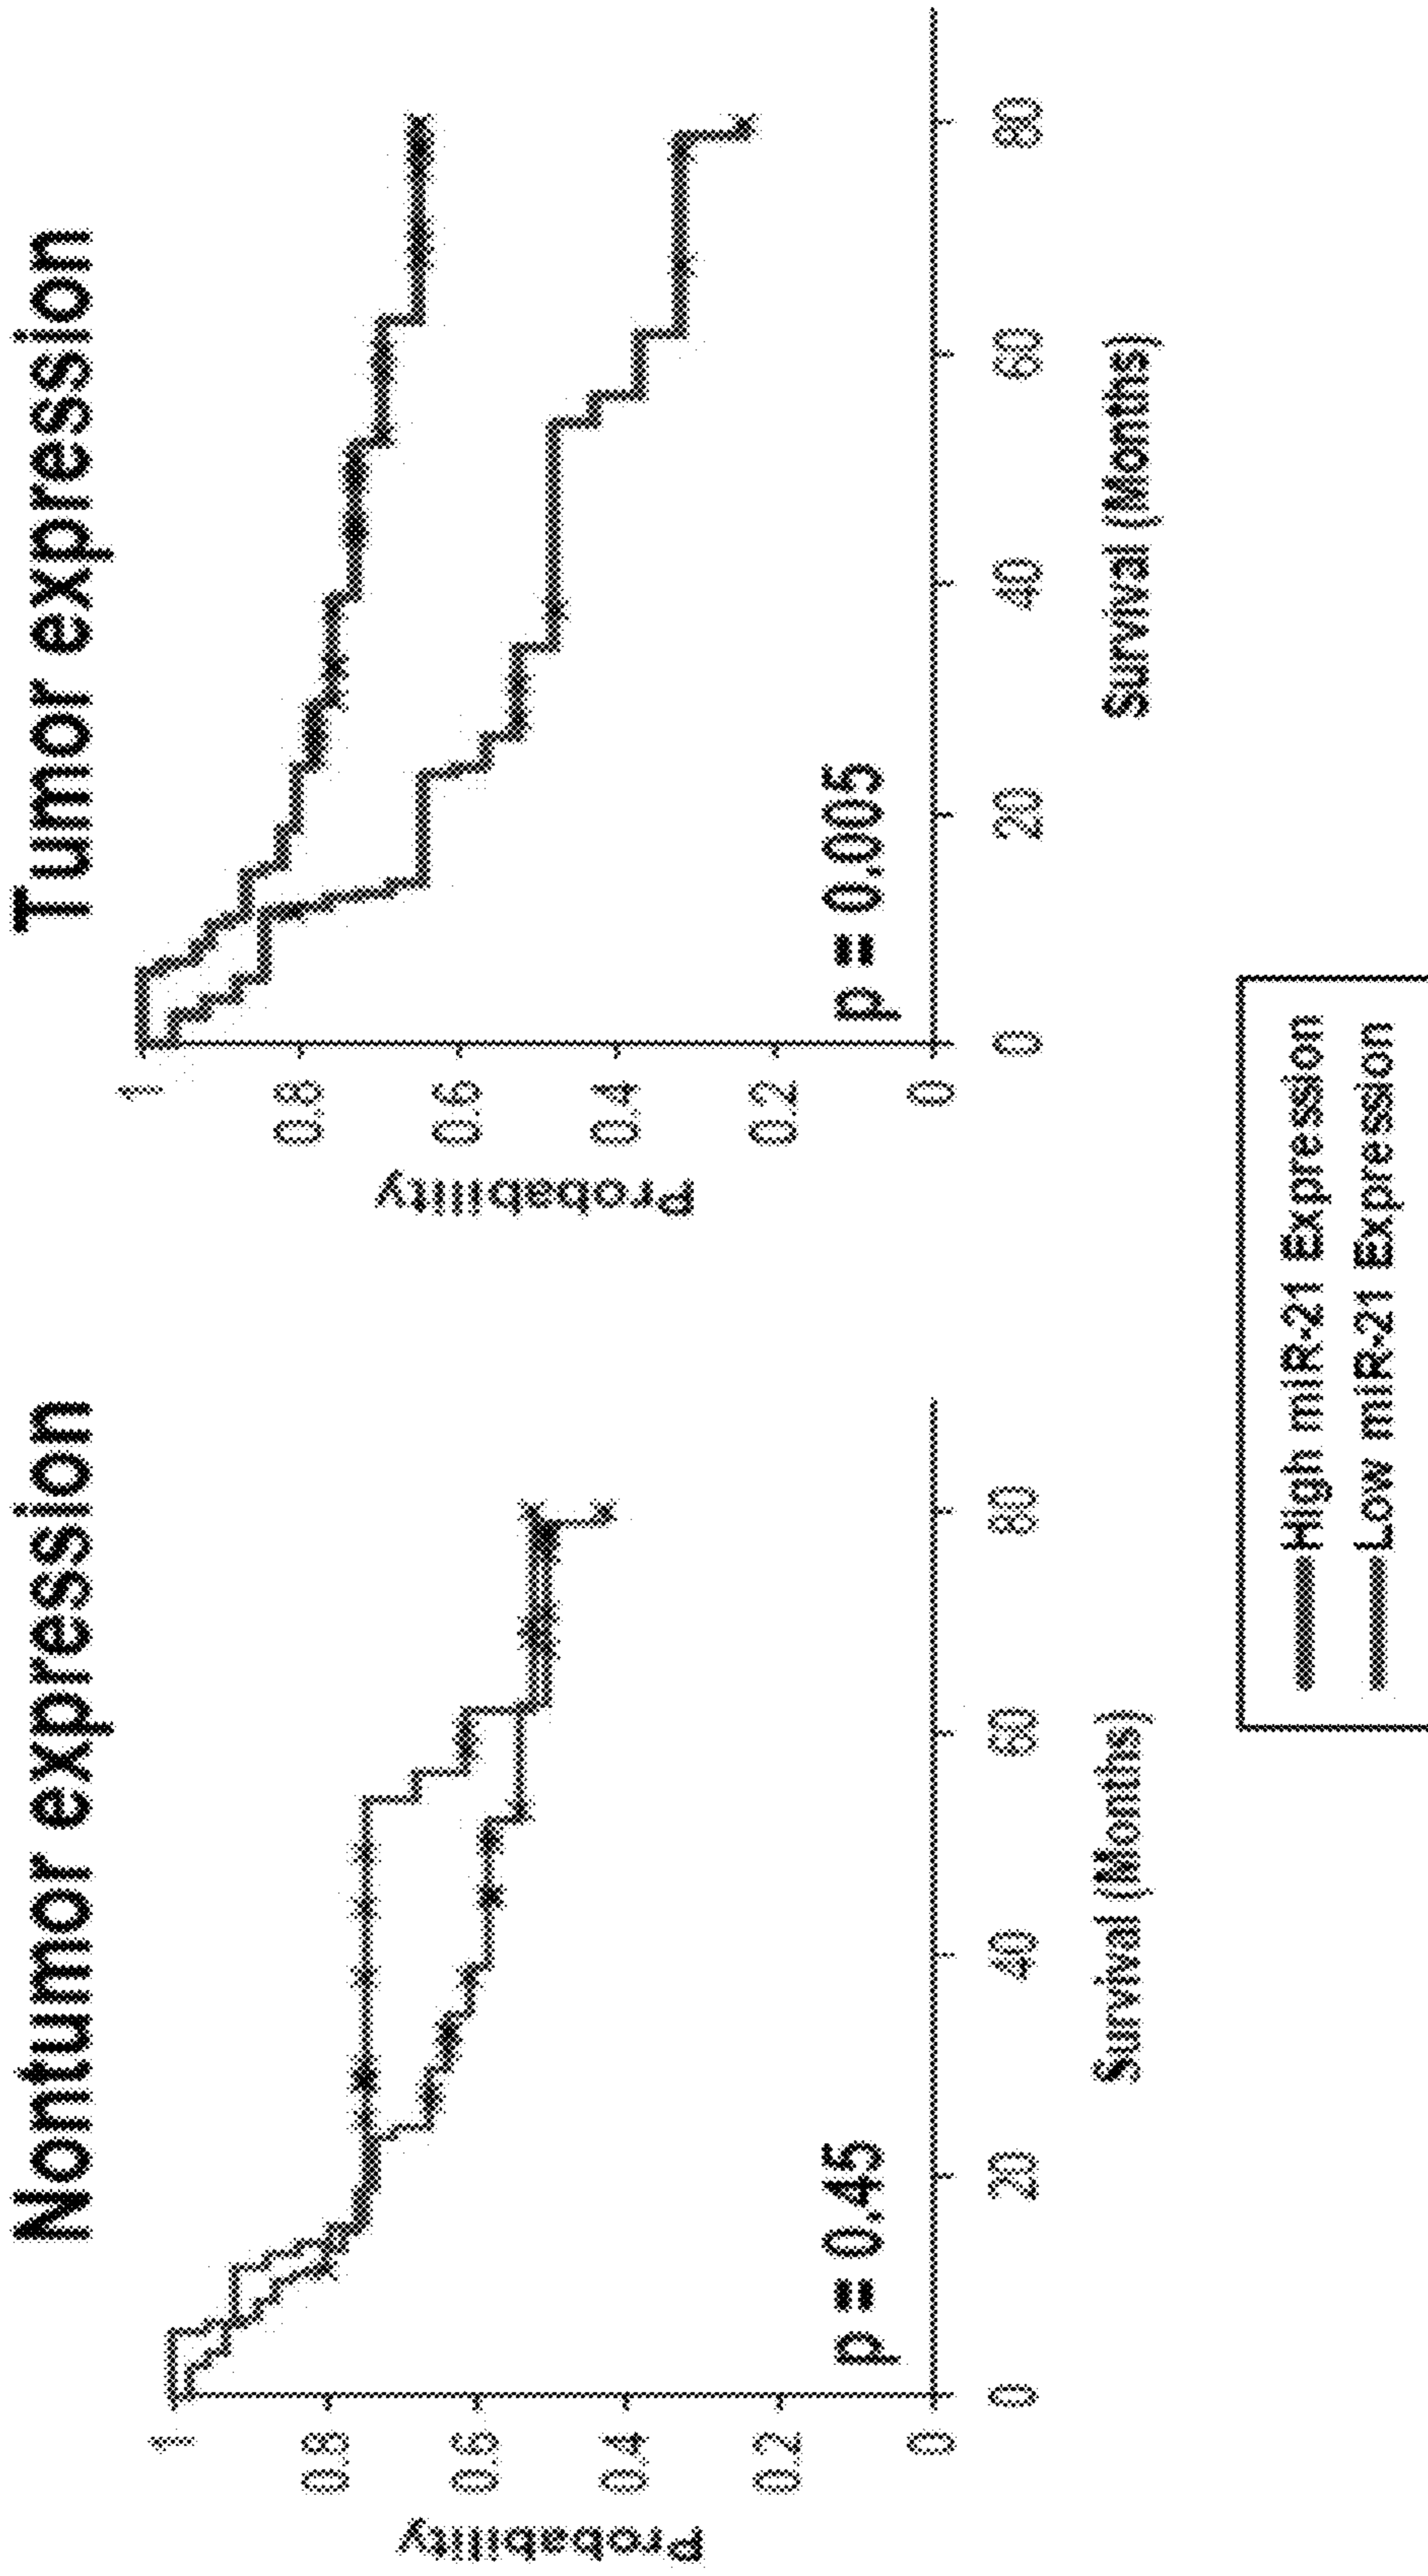 Nontumor expression
Probability
1
0.8
0.6
0.4
0.2
0
p = 0.45
0 20 40 60 80
Survival (Months)
Tumor expression
Probability
1
0.8
0.6
0.4
0.2
0
p = 0.005
0 20 40 60 80
Survival (Months)
High miR-21 Expression
Low miR-21 Expression